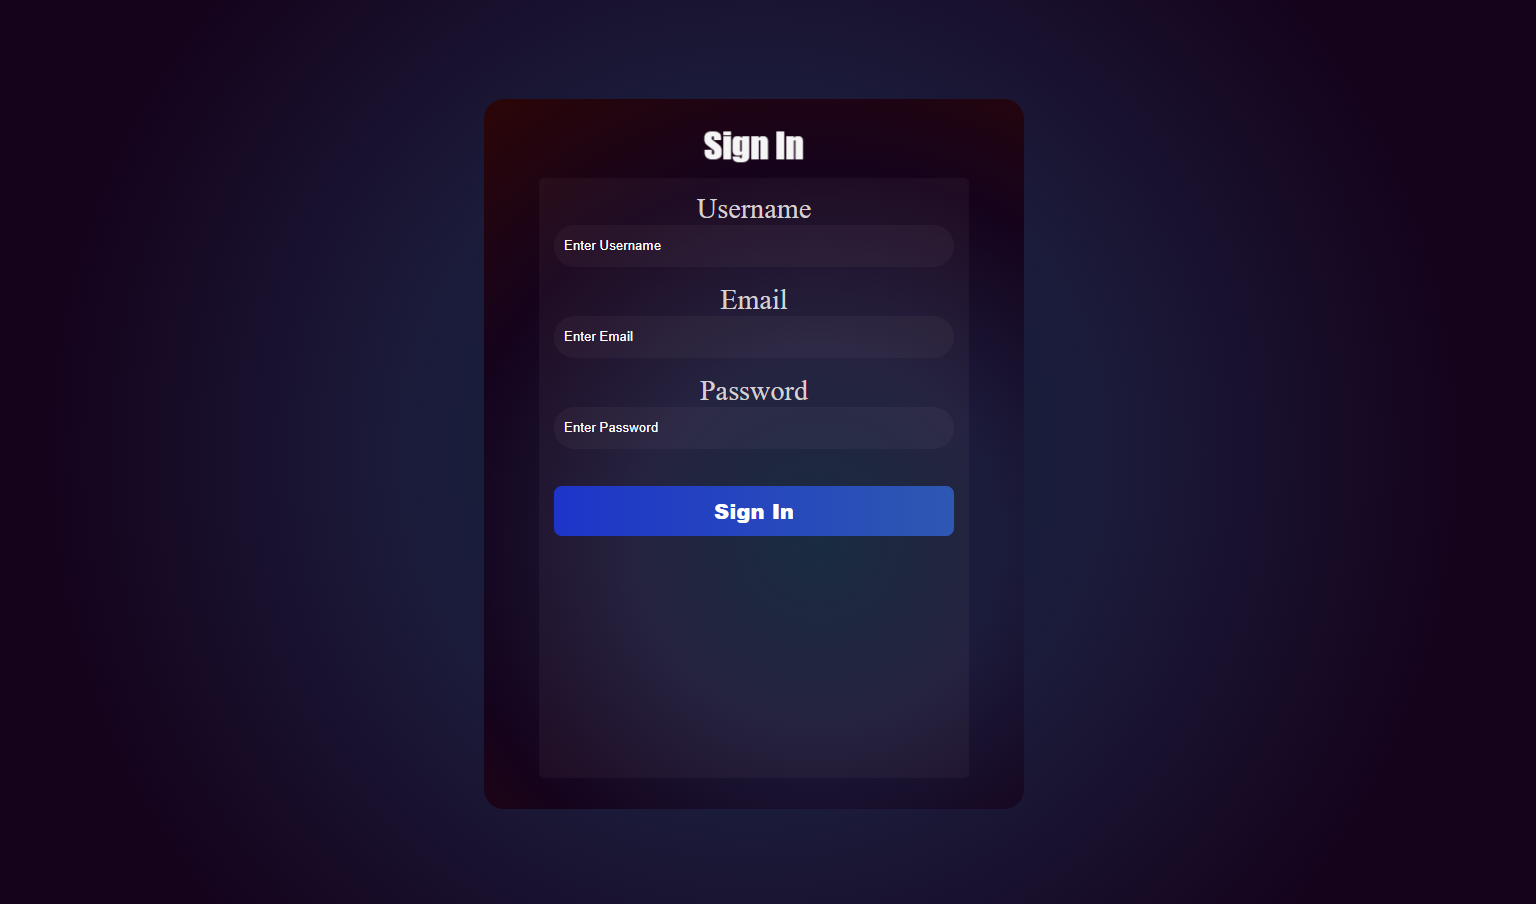 Sign In
Username
Enter Username
Email
Enter Email
Password
Enter Password
Sign In